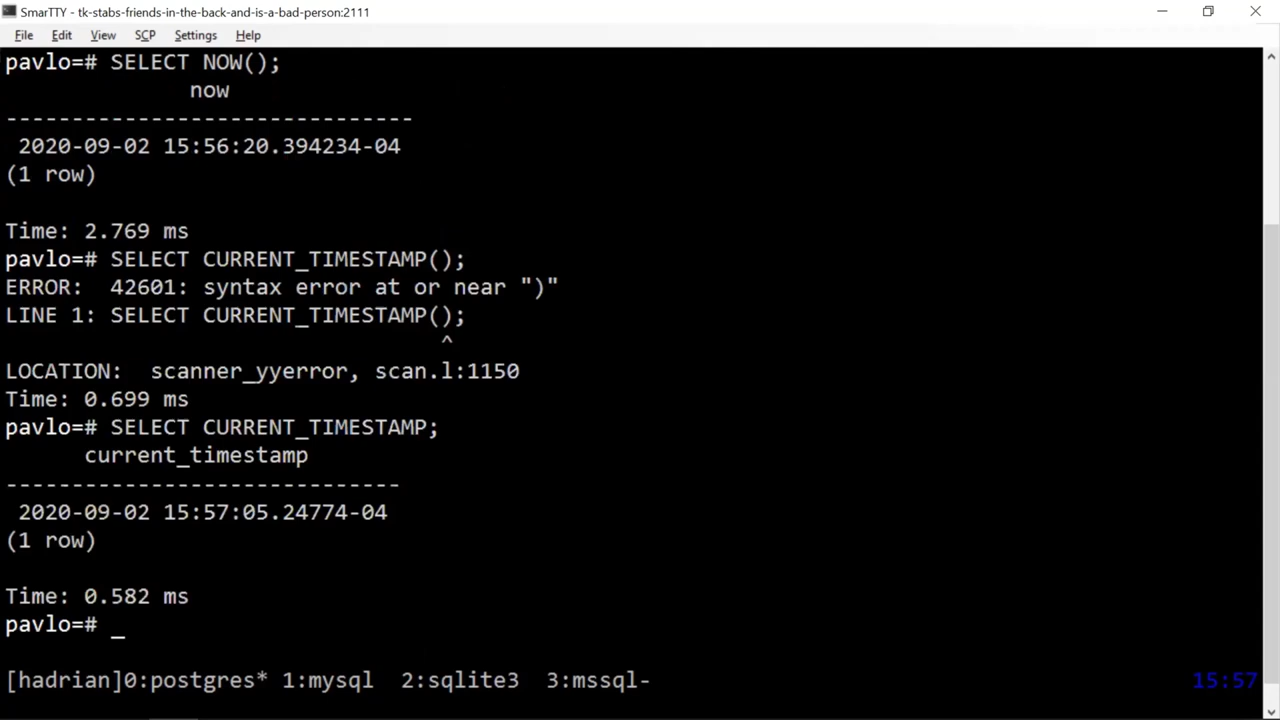 SmarTTY - tk-stabs-friends-in-the-back-and-is-a-bad-person:2111
File Edit View SCP Settings Help
pavlo=# SELECT NOW();
now
-------------------------------
2020-09-02 15:56:20.394234-04
(1 row)
Time: 2.769 ms
pavlo=# SELECT CURRENT_TIMESTAMP();
ERROR:  42601: syntax error at or near ")"
LINE 1: SELECT CURRENT_TIMESTAMP();
^
LOCATION:  scanner_yyerror, scan.l:1150
Time: 0.699 ms
pavlo=# SELECT CURRENT_TIMESTAMP;
current_timestamp
------------------------------
2020-09-02 15:57:05.24774-04
(1 row)
Time: 0.582 ms
pavlo=# _
[hadrian]0:postgres* 1:mysql  2:sqlite3  3:mssql- 15:57